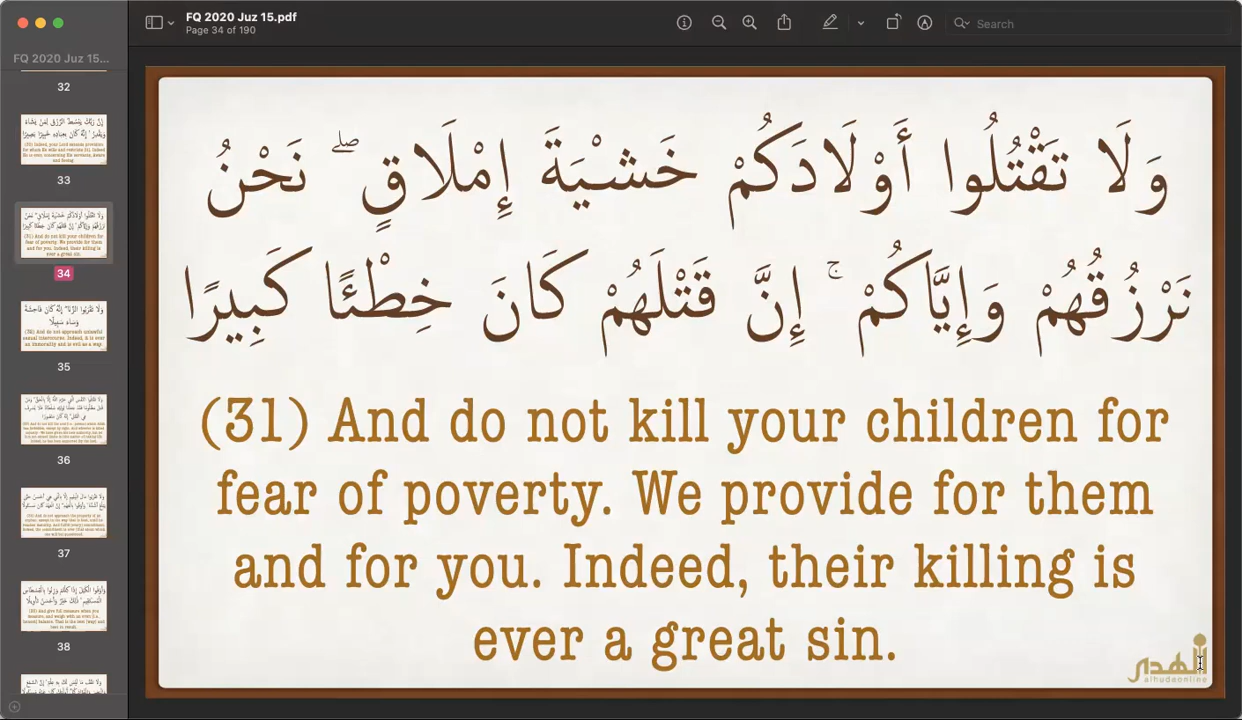 FQ 2020 Juz 15.pdf
Page 34 of 190
Search
FQ 2020 Juz 15...
32
33
34
35
36
37
38
وَلَا تَقْتُلُوا أَوْلَادَكُمْ خَشْيَةَ إِمْلَاقٍ ۖ نَحْنُ
نَرْزُقُهُمْ وَإِيَّاكُمْ ۚ إِنَّ قَتْلَهُمْ كَانَ خِطْئًا كَبِيرًا
(31) And do not kill your children for
fear of poverty. We provide for them
and for you. Indeed, their killing is
ever a great sin.
الهدى
alhudaonline